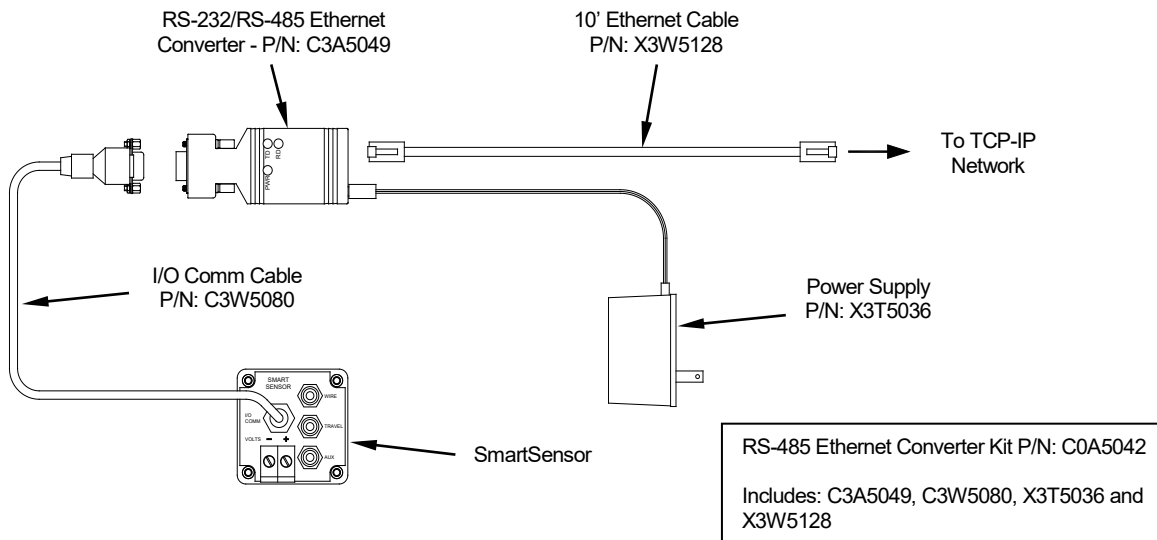 RS-232/RS-485 Ethernet
Converter - P/N: C3A5049
10’ Ethernet Cable
P/N: X3W5128
TD
RD
PWR
To TCP-IP
Network
I/O Comm Cable
P/N: C3W5080
Power Supply
P/N: X3T5036
SMART
SENSOR
WIRE
I/O
COMM
TRAVEL
VOLTS - +
AUX
SmartSensor
RS-485 Ethernet Converter Kit P/N: C0A5042
Includes: C3A5049, C3W5080, X3T5036 and
X3W5128